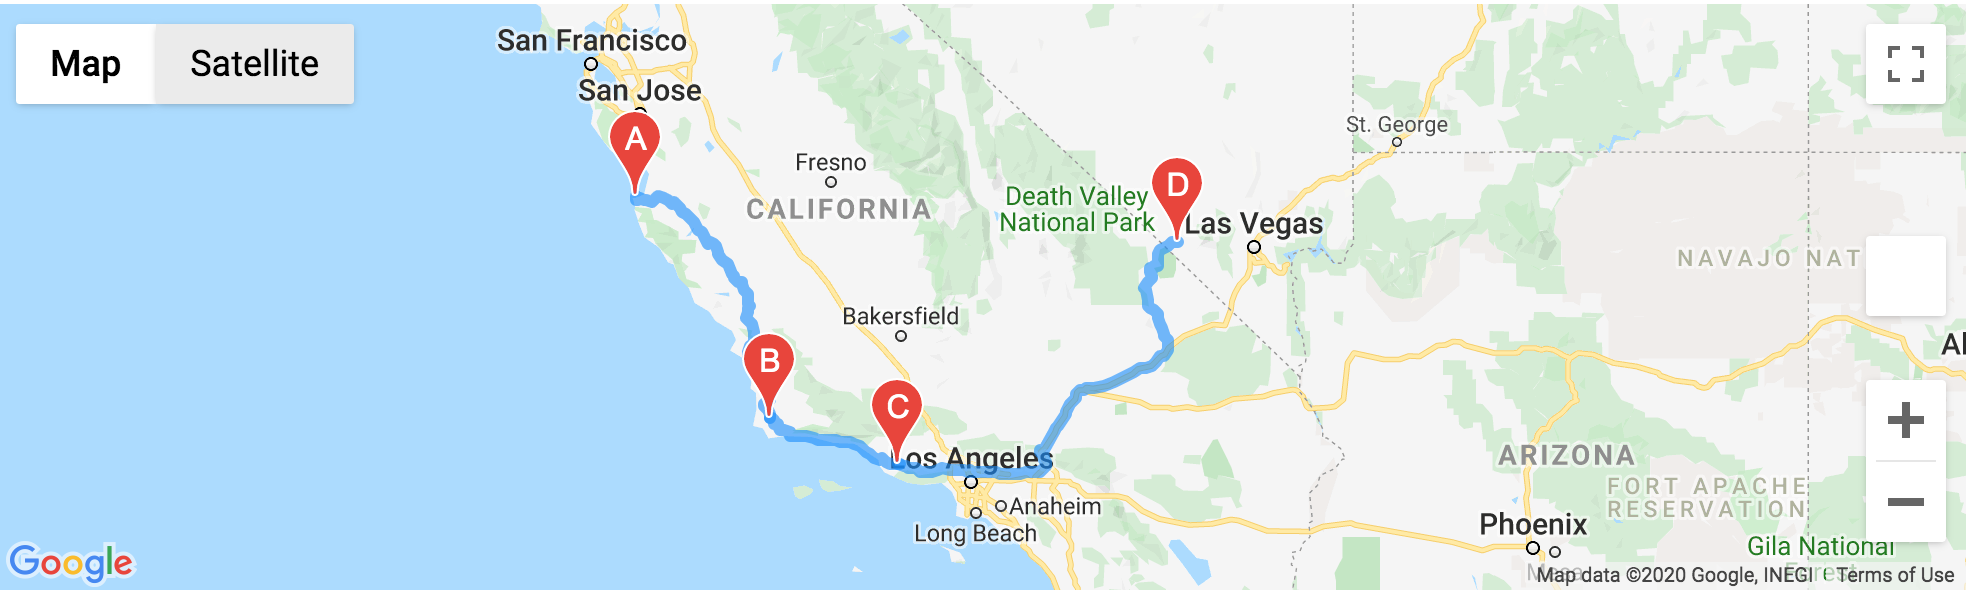 Map
Satellite
San Francisco
San Jose
A
St. George
Fresno
CALIFORNIA
Death Valley
National Park
D
Las Vegas
NAVAJO NAT
Bakersfield
B
Al
C
Los Angeles
ARIZONA
FORT APACHE
RESERVATION
Anaheim
Long Beach
Phoenix
Gila National
Forest
Mesa
Google
Map data ©2020 Google, INEGI
Terms of Use